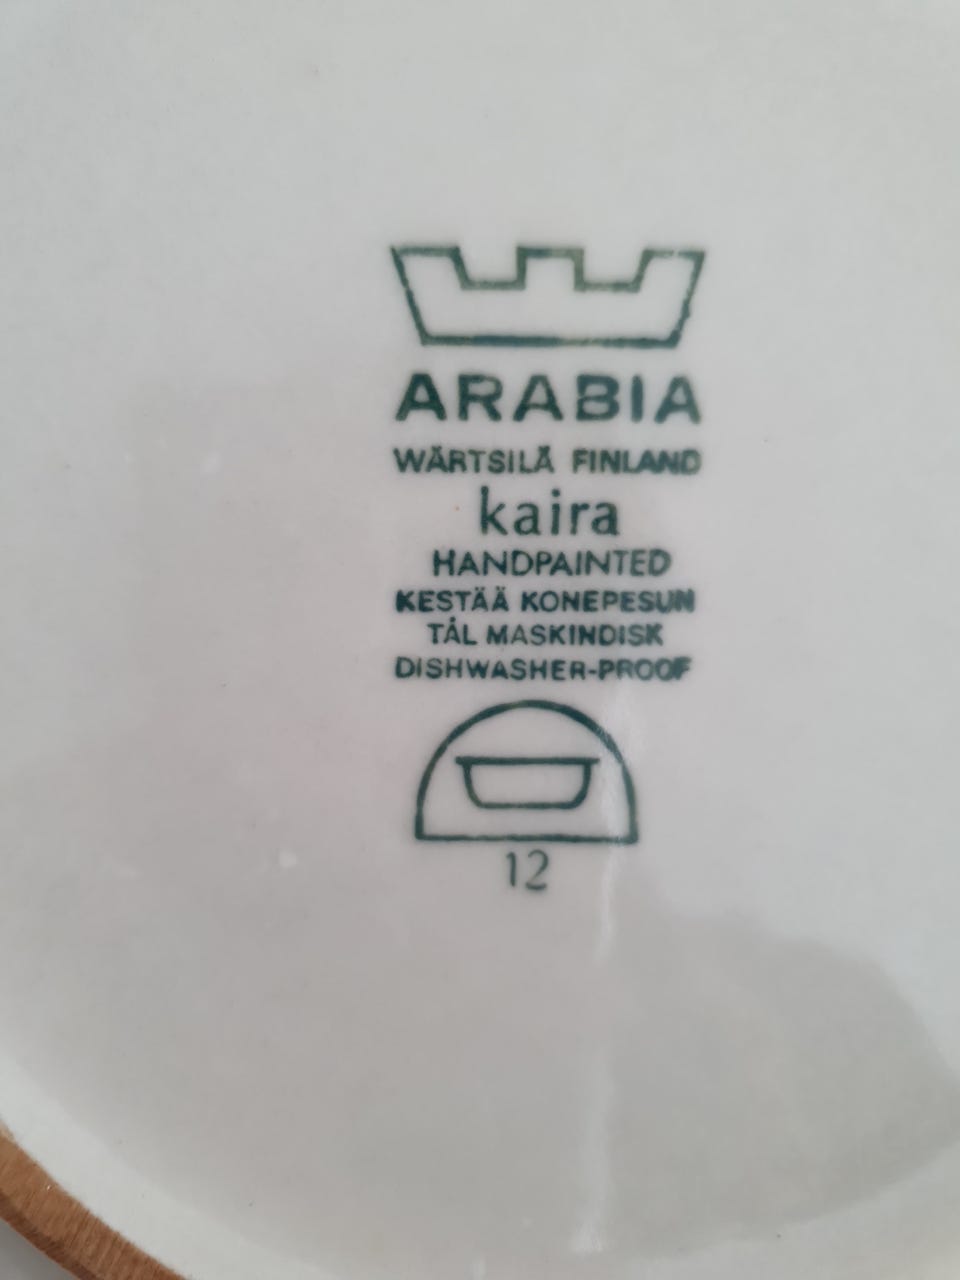 ARABIA
WÄRTSILÄ FINLAND
kaira
HANDPAINTED
KESTÄÄ KONEPESUN
TÅL MASKINDISK
DISHWASHER-PROOF
12